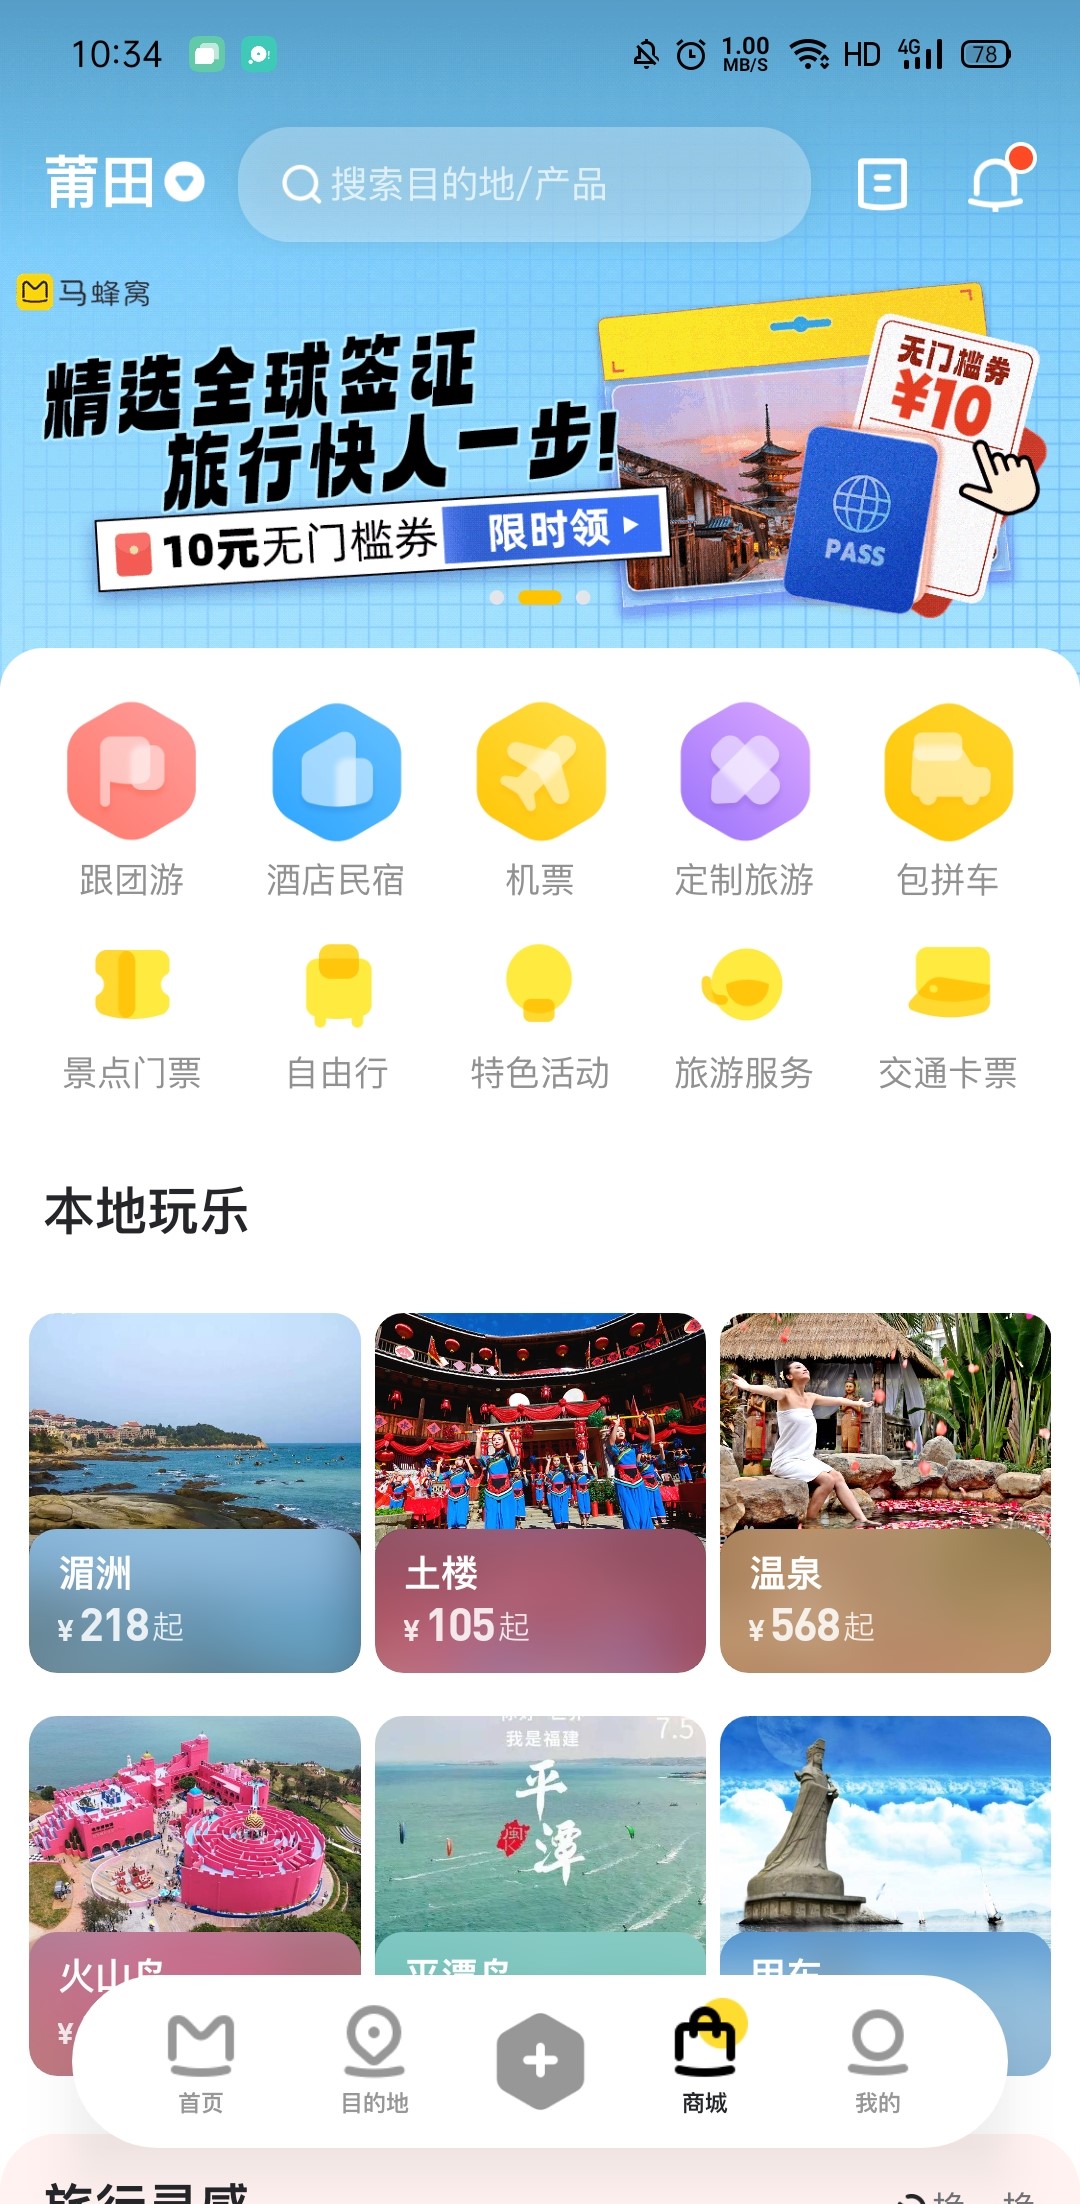 10:34
1.00
MB/S
HD
4G
78
莆田
搜索目的地/产品
马蜂窝
精选全球签证
旅行快人一步!
10元无门槛券
限时领
无门槛券
¥10
PASS
跟团游
酒店民宿
机票
定制旅游
包拼车
景点门票
自由行
特色活动
旅游服务
交通卡票
本地玩乐
湄洲
¥218起
土楼
¥105起
温泉
¥568起
我是福建
7.5
平潭
火山岛
¥
平潭岛
首页
目的地
商城
我的
旅行灵感
换一换